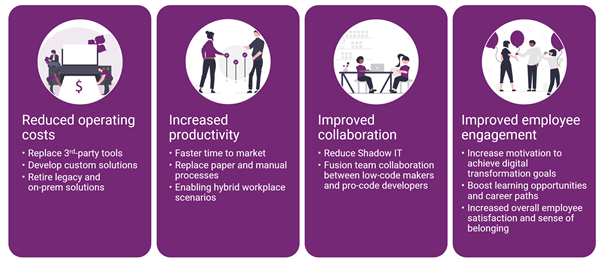 $
Reduced operating
costs
• Replace 3rd-party tools
• Develop custom solutions
• Retire legacy and
on-prem solutions
Increased
productivity
• Faster time to market
• Replace paper and manual
processes
• Enabling hybrid workplace
scenarios
Improved
collaboration
• Reduce Shadow IT
• Fusion team collaboration
between low-code makers
and pro-code developers
Improved employee
engagement
• Increase motivation to
achieve digital
transformation goals
• Boost learning opportunities
and career paths
• Increased overall employee
satisfaction and sense of
belonging